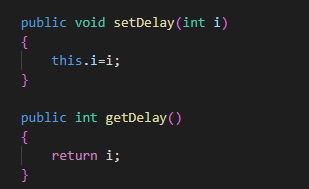 public void setDelay(int i)
{
    this.i=i;
}
public int getDelay()
{
    return i;
}